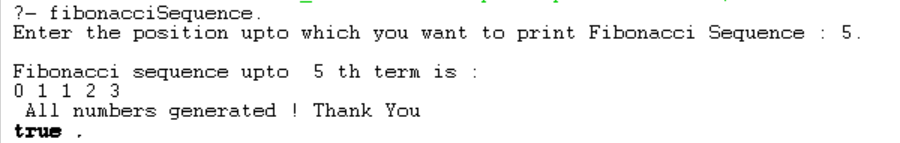 ?- fibonacciSequence.
Enter the position upto which you want to print Fibonacci Sequence : 5.
Fibonacci sequence upto  5 th term is :
0 1 1 2 3
 All numbers generated ! Thank You
true .